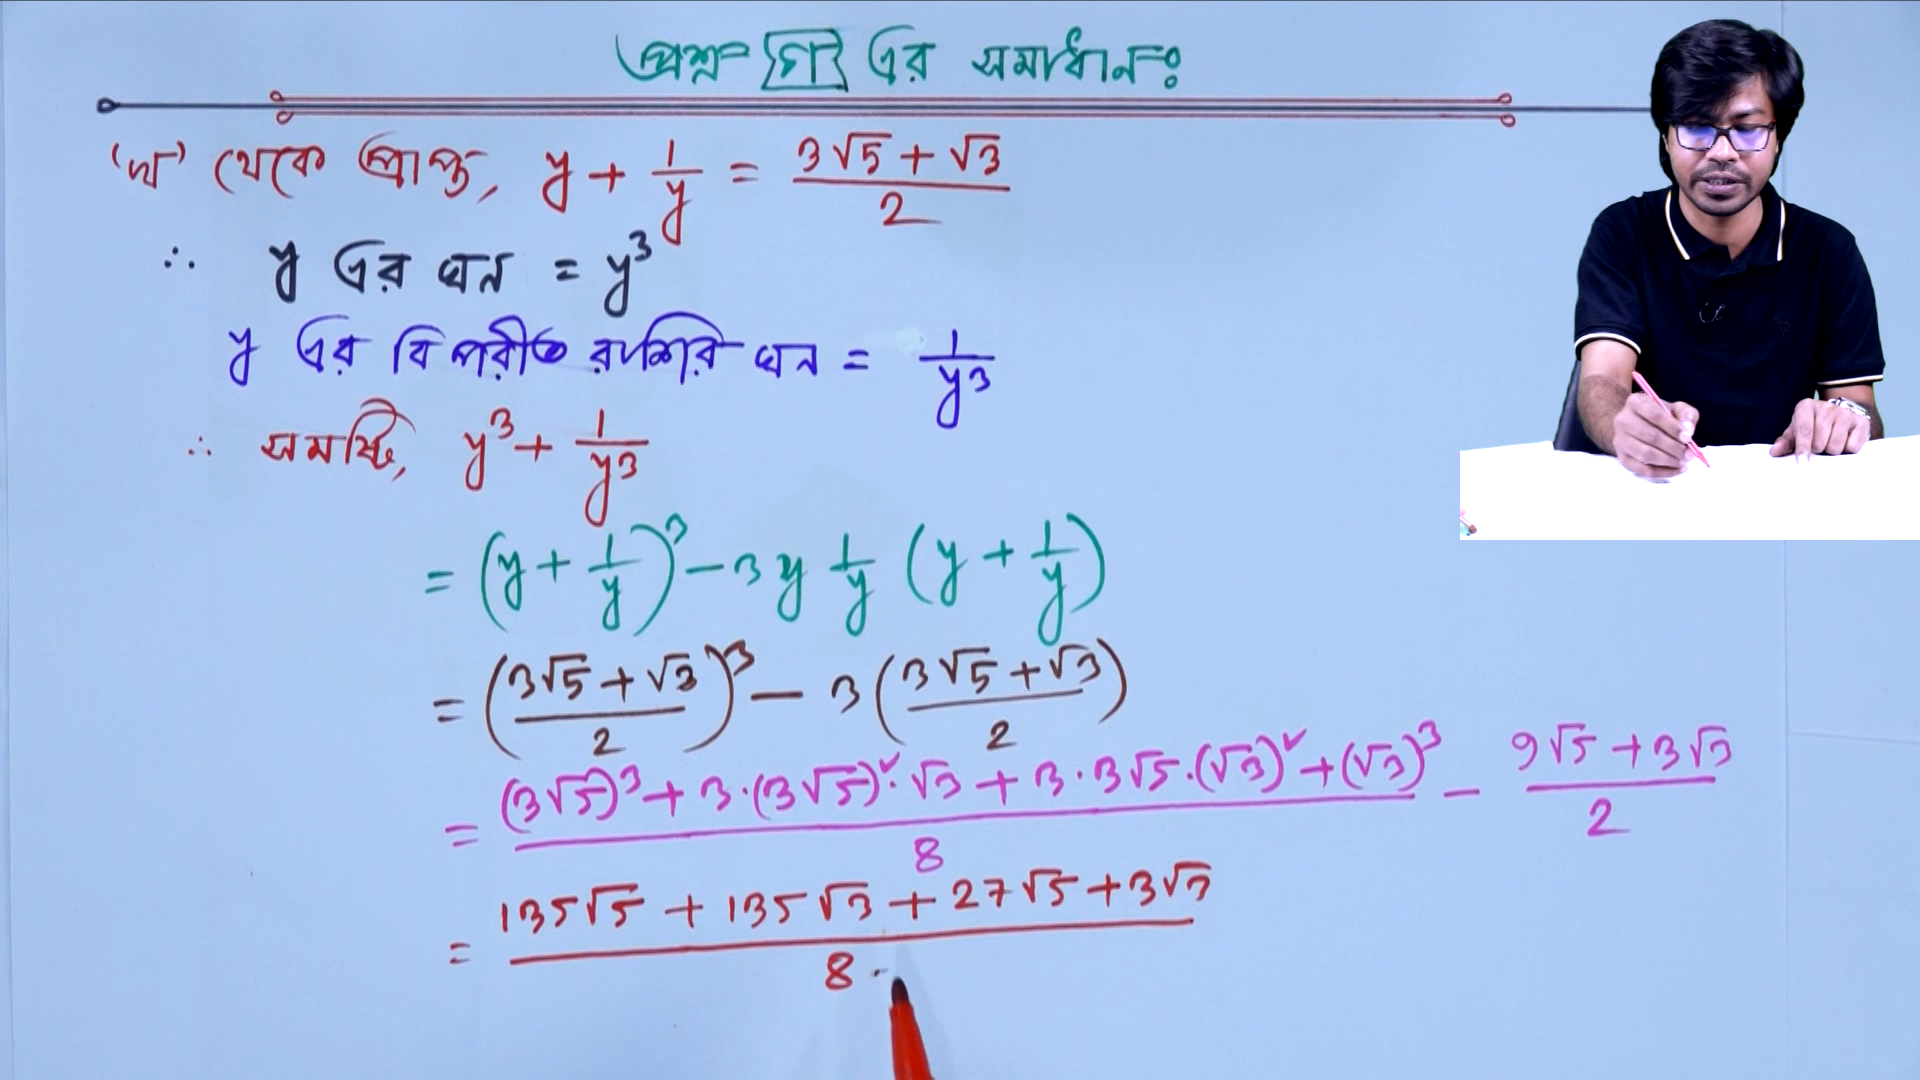 প্রশ্ন গ এর সমাধানঃ
'খ' থেকে প্রাপ্ত, y + 1/y = (3√5 + √3)/2
∴ y এর ঘন = y³
y এর বিপরীত রাশির ঘন = 1/y³
∴ সমষ্টি, y³ + 1/y³
= (y + 1/y)³ - 3 y 1/y (y + 1/y)
= ((3√5 + √3)/2)³ - 3 ((3√5 + √3)/2)
= ((3√5)³ + 3·(3√5)²·√3 + 3·3√5·(√3)² + (√3)³)/8 - (9√5 + 3√3)/2
= (135√5 + 135√3 + 27√5 + 3√3)/8